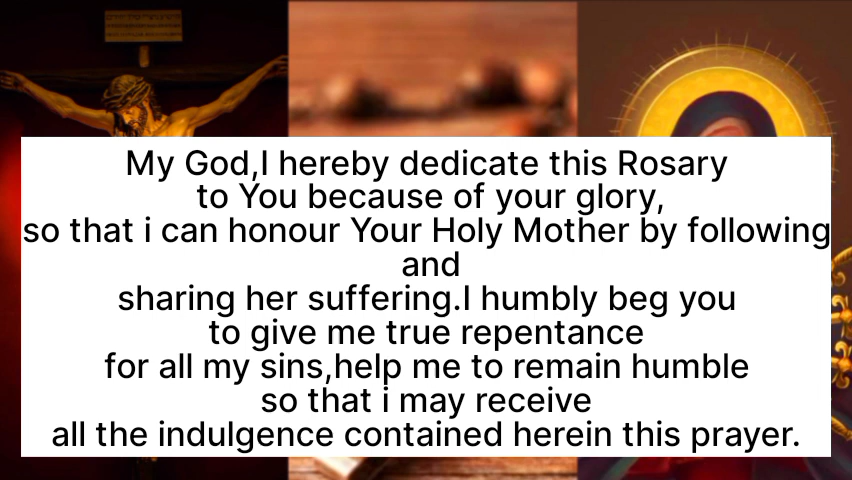 My God,I hereby dedicate this Rosary
to You because of your glory,
so that i can honour Your Holy Mother by following
and
sharing her suffering.I humbly beg you
to give me true repentance
for all my sins,help me to remain humble
so that i may receive
all the indulgence contained herein this prayer.